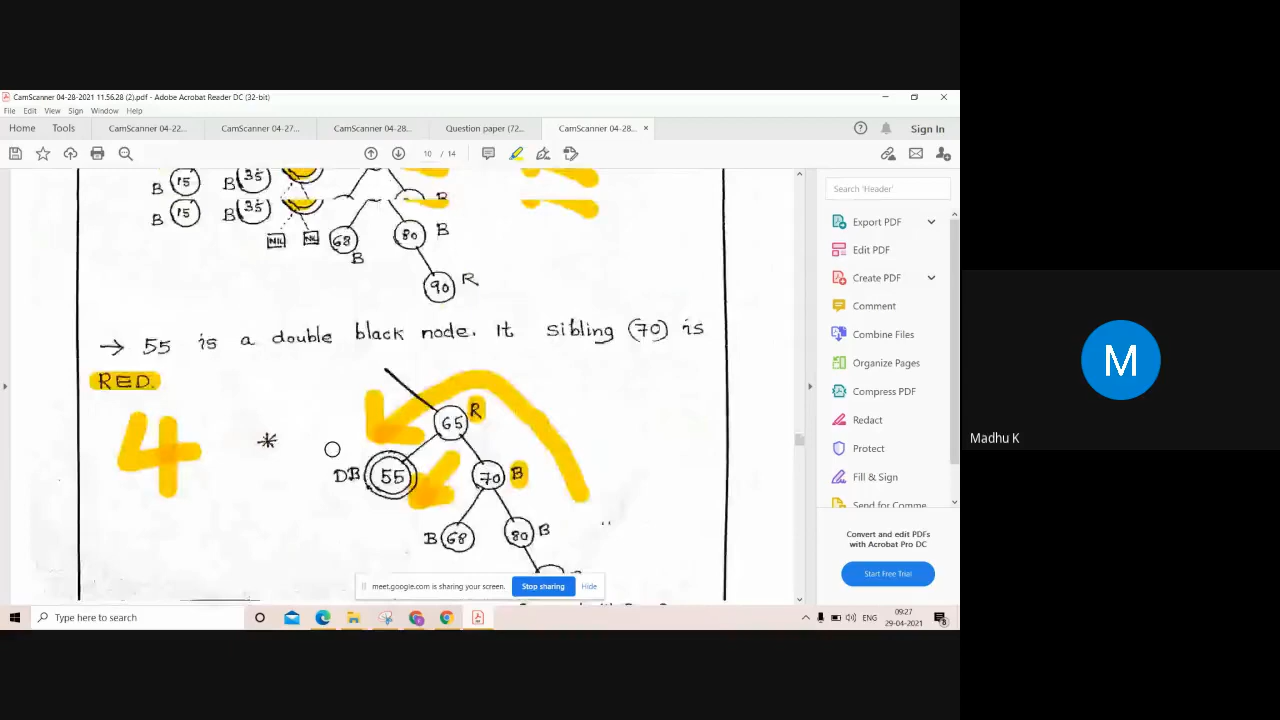 CamScanner 04-28-2021 11.56.28 (2).pdf - Adobe Acrobat Reader DC (32-bit)
File Edit View Sign Window Help
Home Tools CamScanner 04-22... CamScanner 04-27... CamScanner 04-28... Question paper (72... CamScanner 04-28... × Sign In
10 / 14
B 15 B 35
B 15 B 35 B
NIL NIL 68 80 B
B
90 R
Search 'Header'
Export PDF
Edit PDF
Create PDF
Comment
Combine Files
Organize Pages
Compress PDF
Redact
Protect
Fill & Sign
Send for Comme
→ 55 is a double black node. It sibling (70) is
RED.
4 *
65 R
DB 55 70 B
B 68 80 B
Convert and edit PDFs
with Acrobat Pro DC
Start Free Trial
meet.google.com is sharing your screen. Stop sharing Hide
Type here to search
ENG
09:27
29-04-2021
8
M
Madhu K